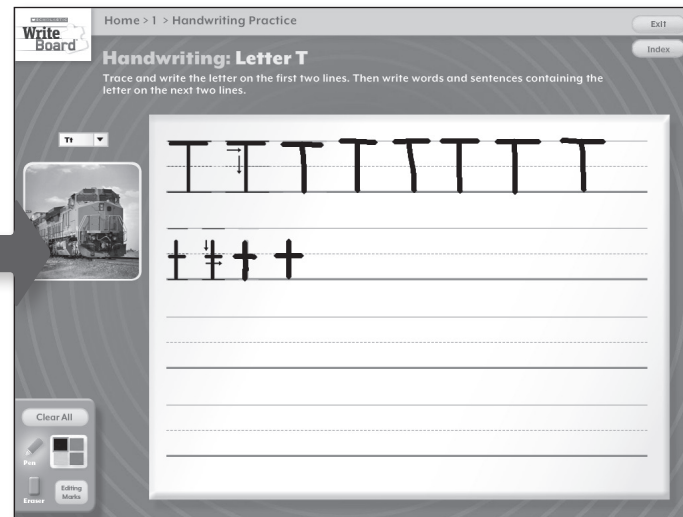 SCHOLASTIC
Write
Board
Home > 1 > Handwriting Practice
Exit
Index
Handwriting: Letter T
Trace and write the letter on the first two lines. Then write words and sentences containing the
letter on the next two lines.
Tt
T T T T T T T T
t t t t
Clear All
Pen
Eraser
Editing
Marks